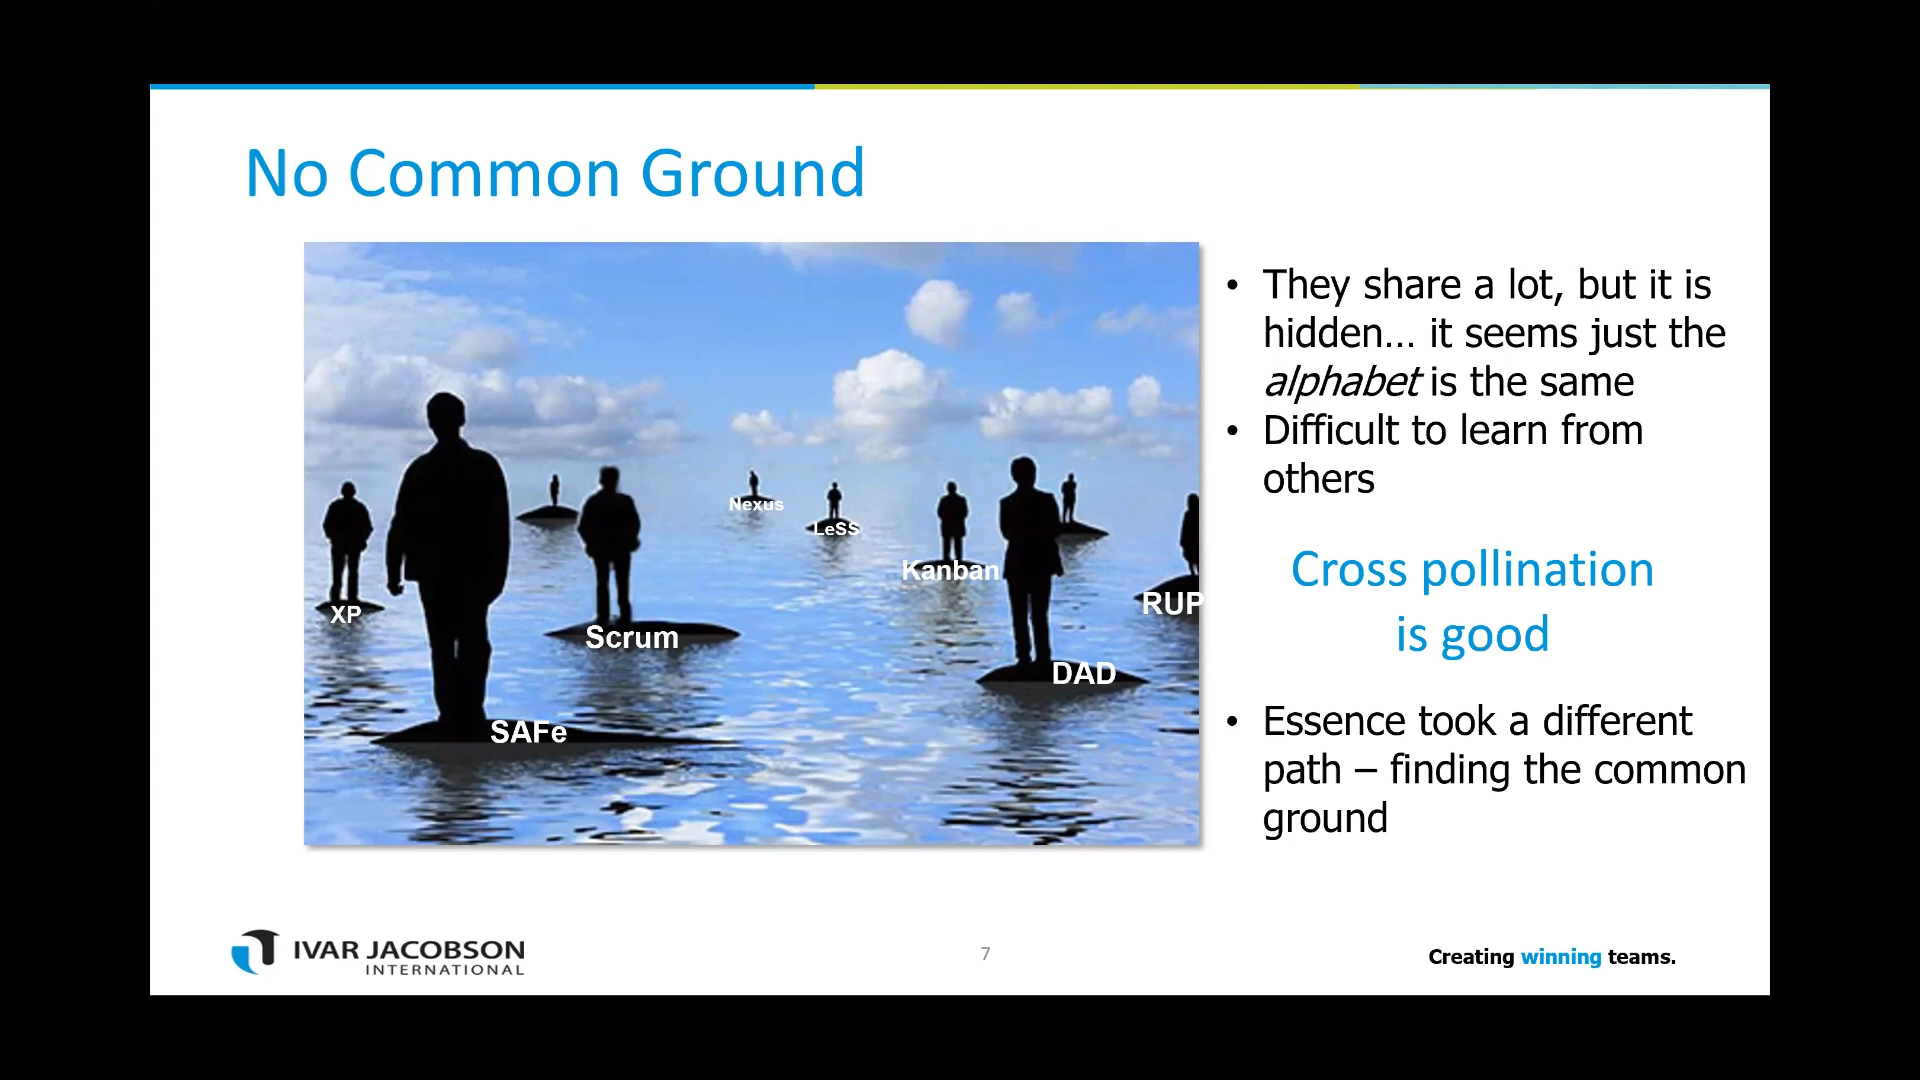 No Common Ground
Nexus
LeSS
Kanban
XP
RUP
Scrum
DAD
SAFe
• They share a lot, but it is
hidden… it seems just the
alphabet is the same
• Difficult to learn from
others
Cross pollination
is good
• Essence took a different
path – finding the common
ground
IVAR JACOBSON
INTERNATIONAL
7
Creating winning teams.